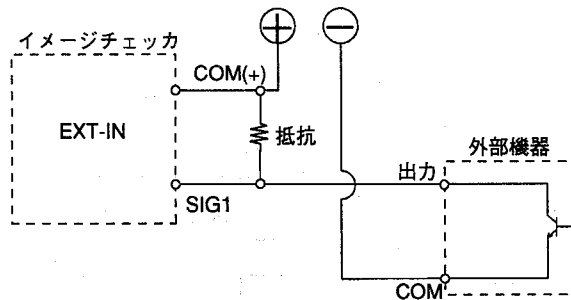 イメージチェッカ
COM(+)
EXT-IN
抵抗
外部機器
出力
SIG1
COM